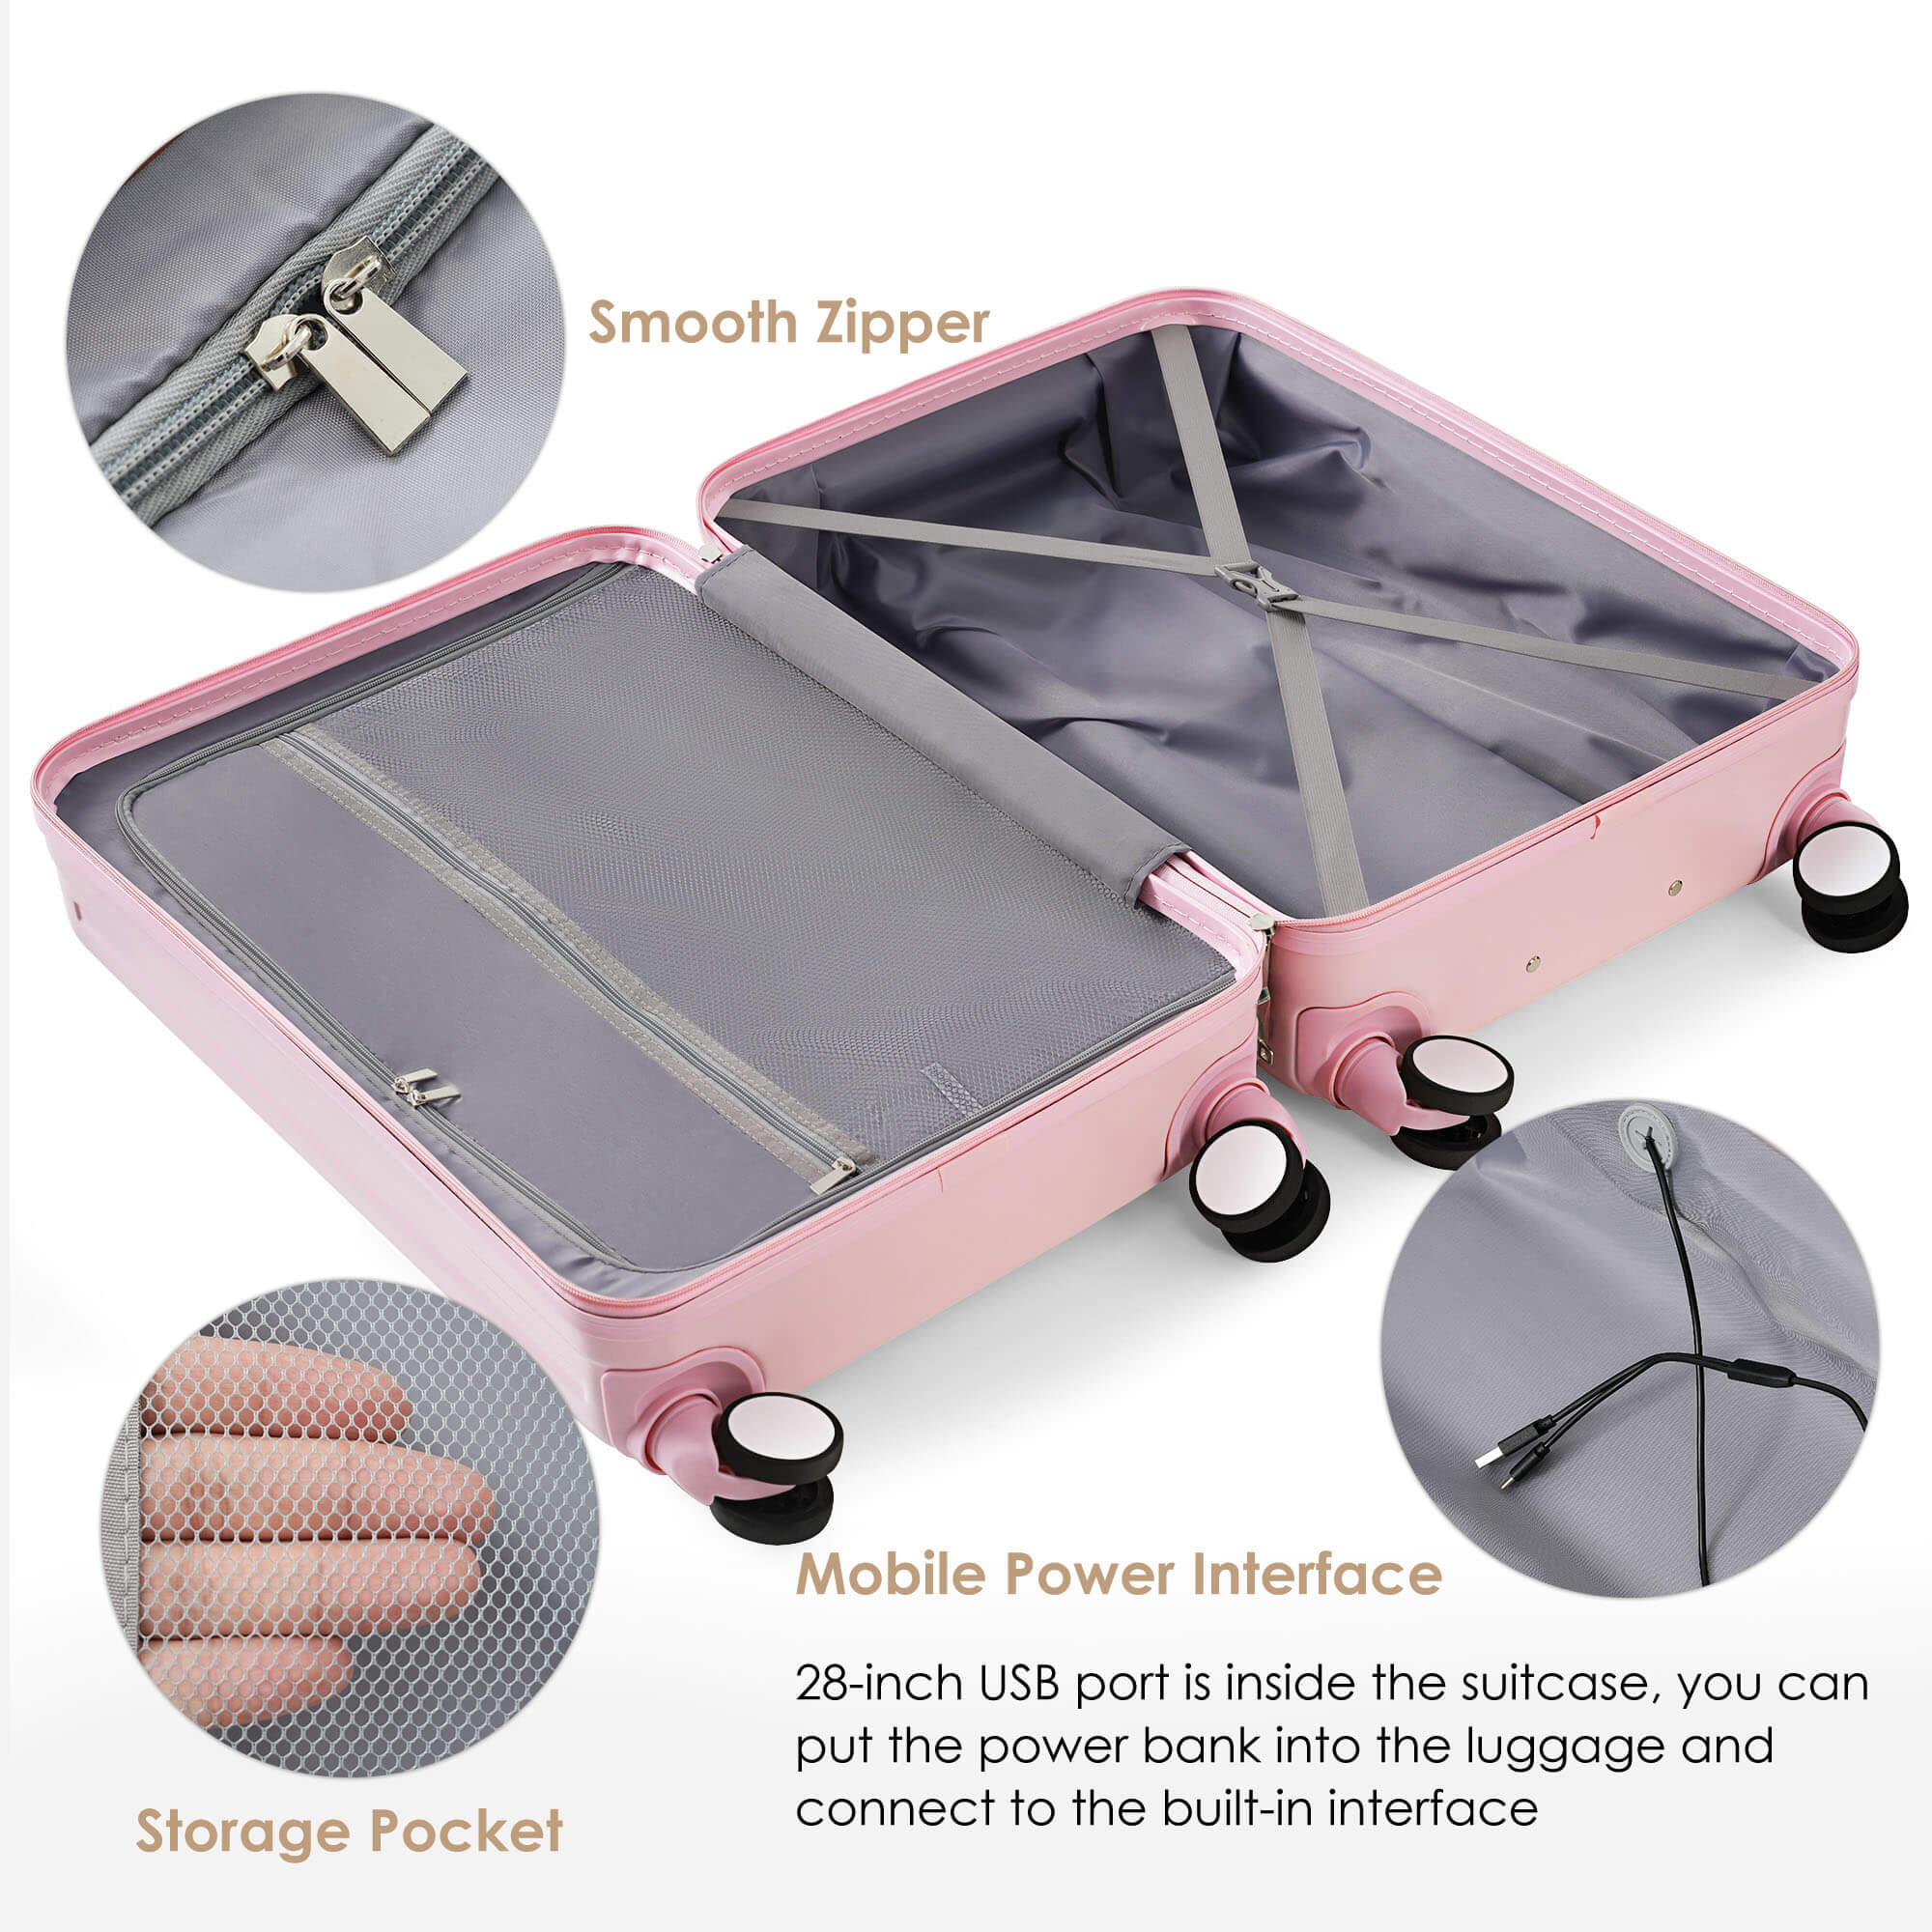 Smooth Zipper
Mobile Power Interface
28-inch USB port is inside the suitcase, you can
put the power bank into the luggage and
connect to the built-in interface
Storage Pocket